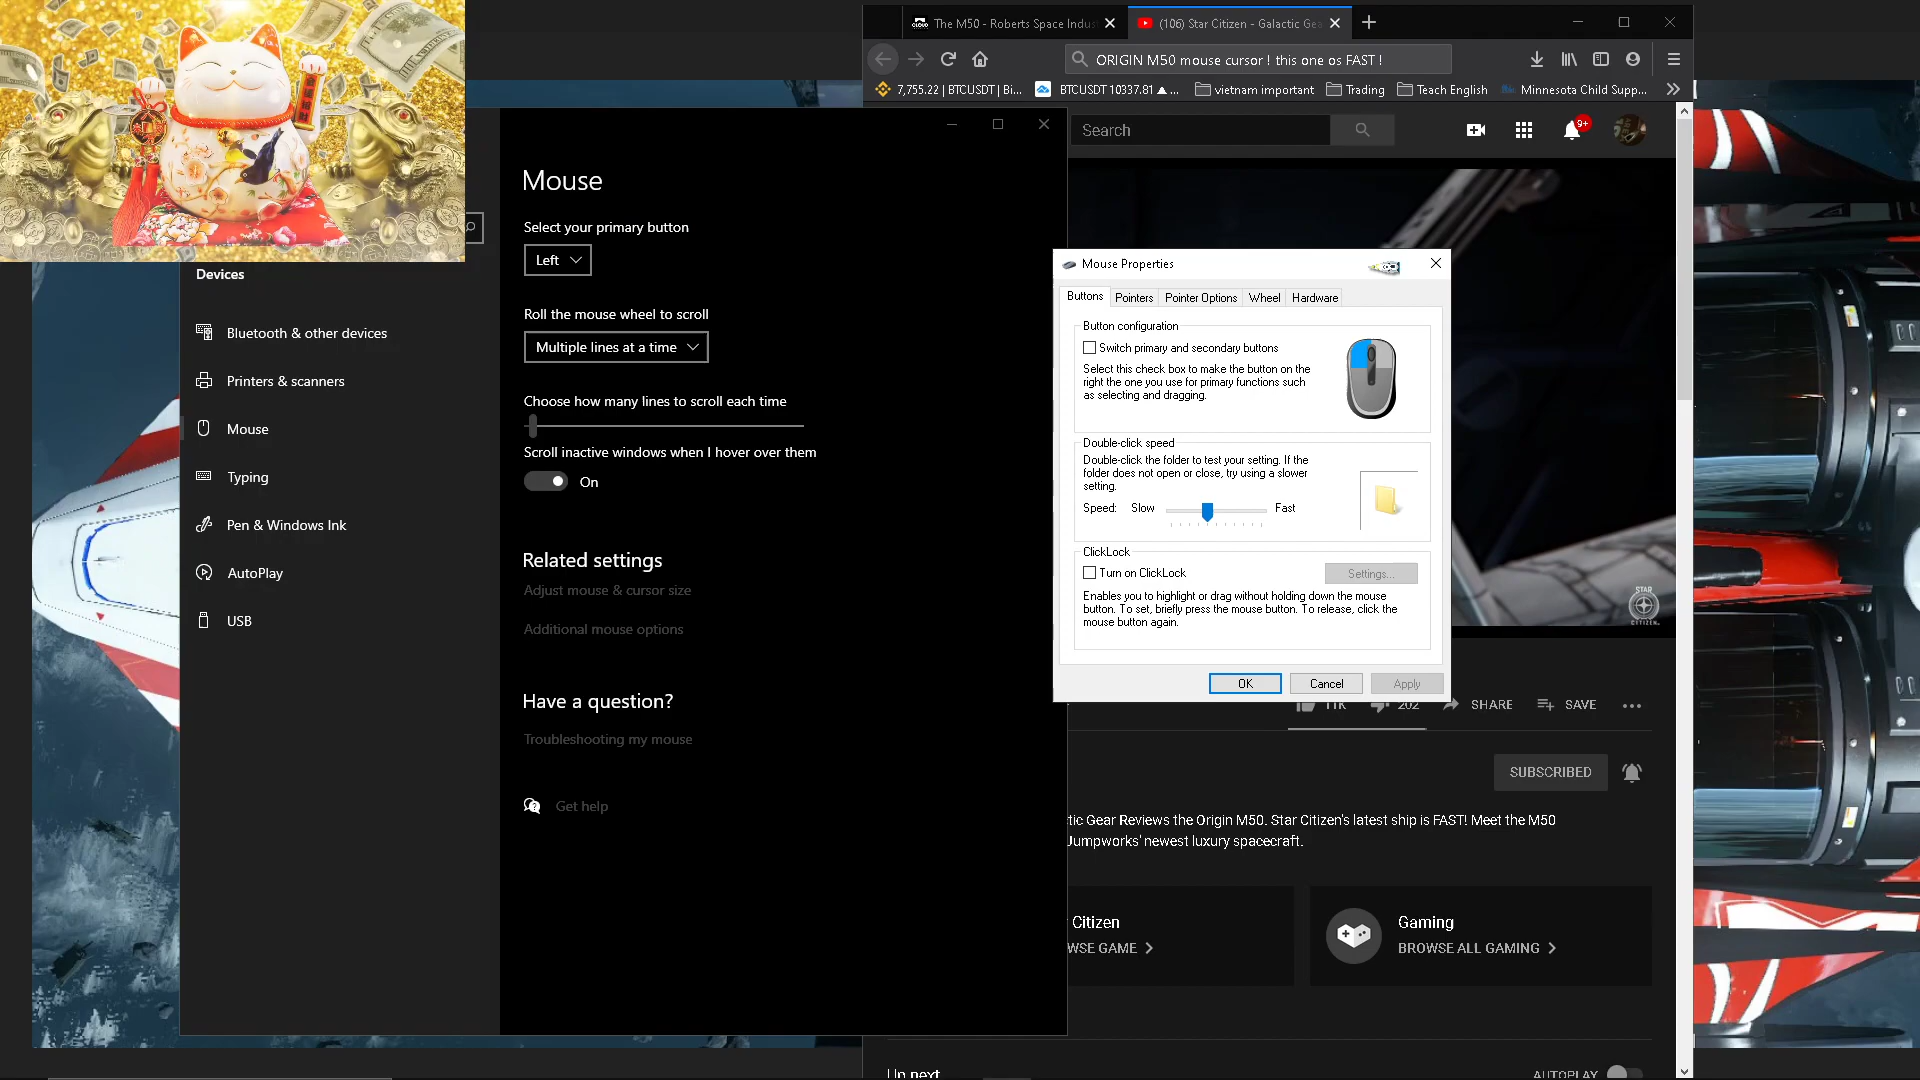 The M50 - Roberts Space Indus
(106) Star Citizen - Galactic Gea
ORIGIN M50 mouse cursor ! this one os FAST !
7,755.22 | BTCUSDT | Bi...
BTCUSDT 10337.81 ▲ ...
vietnam important
Trading
Teach English
Minnesota Child Supp...
Search
9+
Devices
Bluetooth & other devices
Printers & scanners
Mouse
Typing
Pen & Windows Ink
AutoPlay
USB
Mouse
Select your primary button
Left
Roll the mouse wheel to scroll
Multiple lines at a time
Choose how many lines to scroll each time
Scroll inactive windows when I hover over them
On
Related settings
Adjust mouse & cursor size
Additional mouse options
Have a question?
Troubleshooting my mouse
Get help
Mouse Properties
Buttons
Pointers
Pointer Options
Wheel
Hardware
Button configuration
Switch primary and secondary buttons
Select this check box to make the button on the
right the one you use for primary functions such
as selecting and dragging.
Double-click speed
Double-click the folder to test your setting. If the
folder does not open or close, try using a slower
setting.
Speed:
Slow
Fast
ClickLock
Turn on ClickLock
Settings...
Enables you to highlight or drag without holding down the mouse
button. To set, briefly press the mouse button. To release, click the
mouse button again.
OK
Cancel
Apply
STAR
CITIZEN
11K
202
SHARE
SAVE
SUBSCRIBED
tic Gear Reviews the Origin M50. Star Citizen's latest ship is FAST! Meet the M50
Jumpworks' newest luxury spacecraft.
Citizen
WSE GAME
Gaming
BROWSE ALL GAMING
Up next
AUTOPLAY